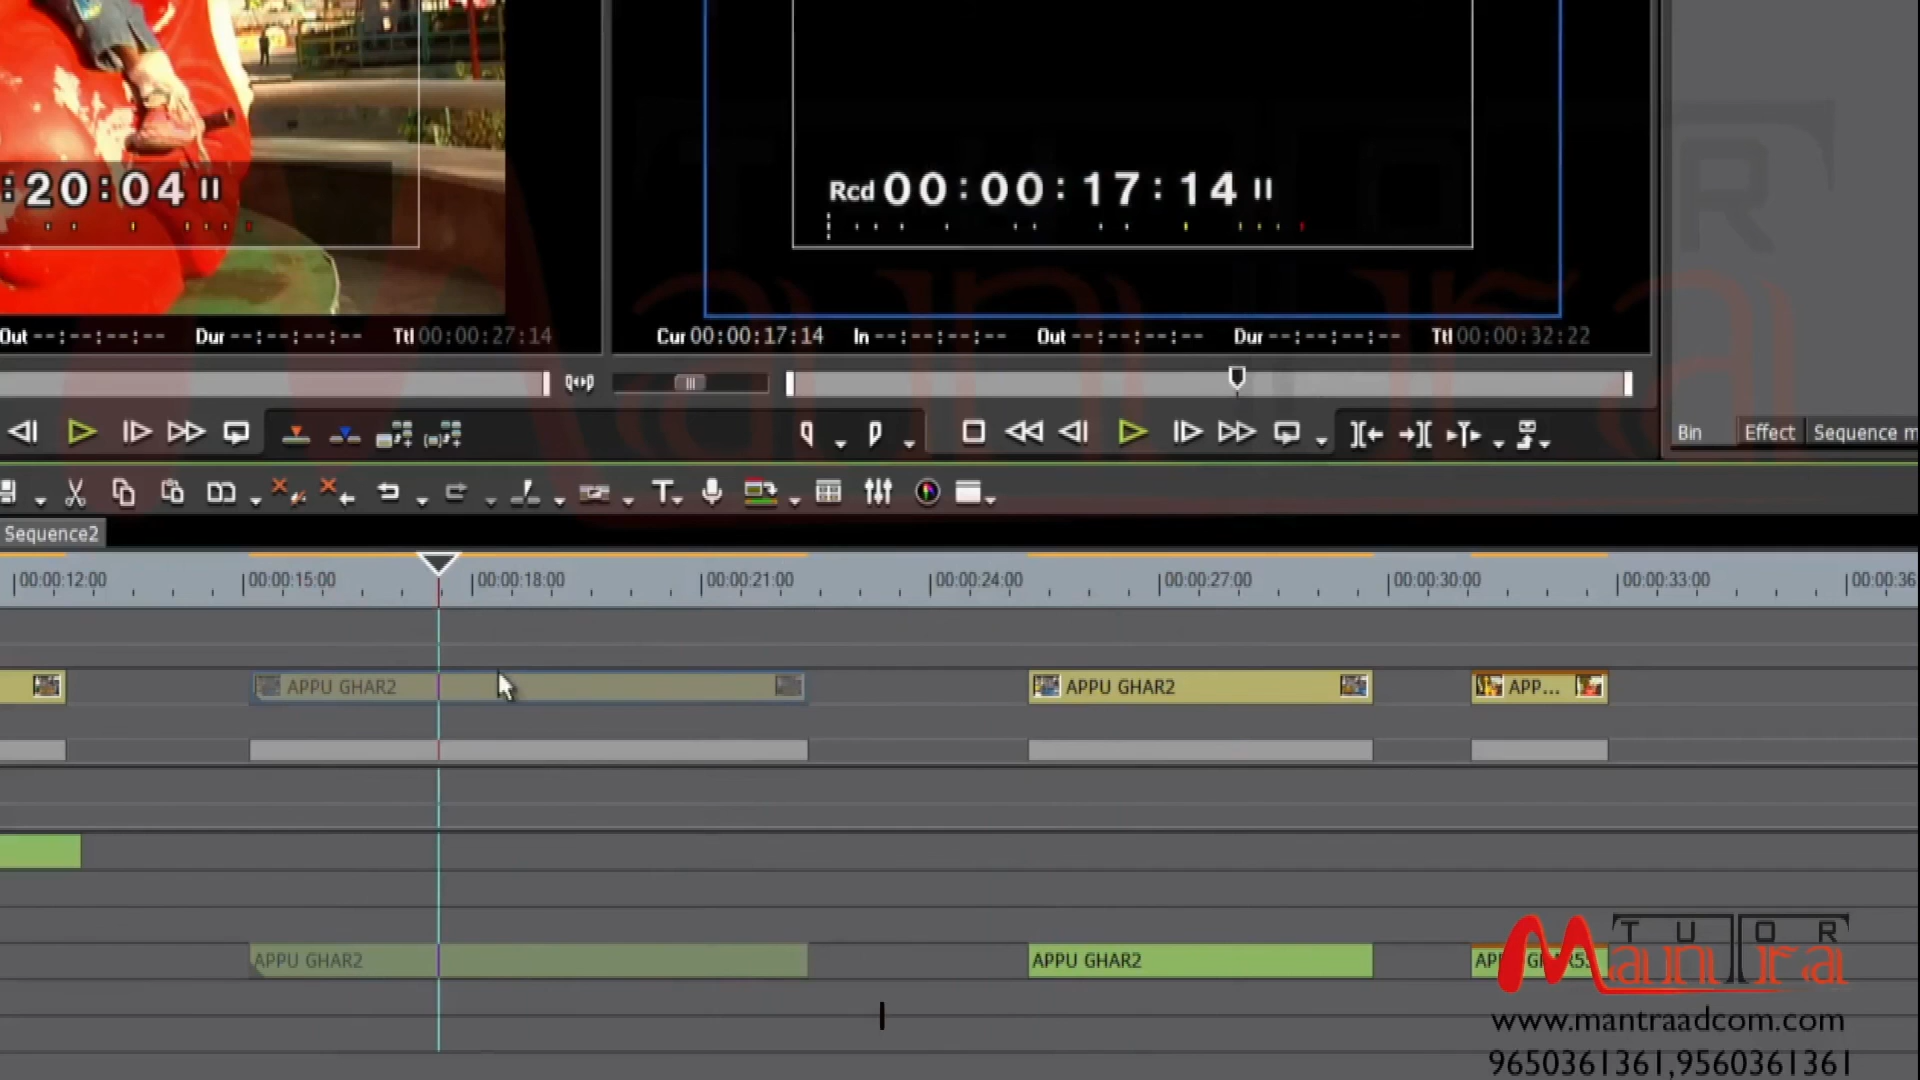 :20:04
Rcd 00:00:17:14
Out --:--:--:-- Dur --:--:--:-- Ttl 00:00:27:14
Cur 00:00:17:14 In --:--:--:-- Out --:--:--:-- Dur --:--:--:-- Ttl 00:00:32:22
Bin Effect Sequence m
Sequence2
00:00:12:00 00:00:15:00 00:00:18:00 00:00:21:00 00:00:24:00 00:00:27:00 00:00:30:00 00:00:33:00 00:00:36
APPU GHAR2 APPU GHAR2 APP...
APPU GHAR2 APPU GHAR2
TUTOR
Mantra
www.mantraadcom.com
9650361361,9560361361